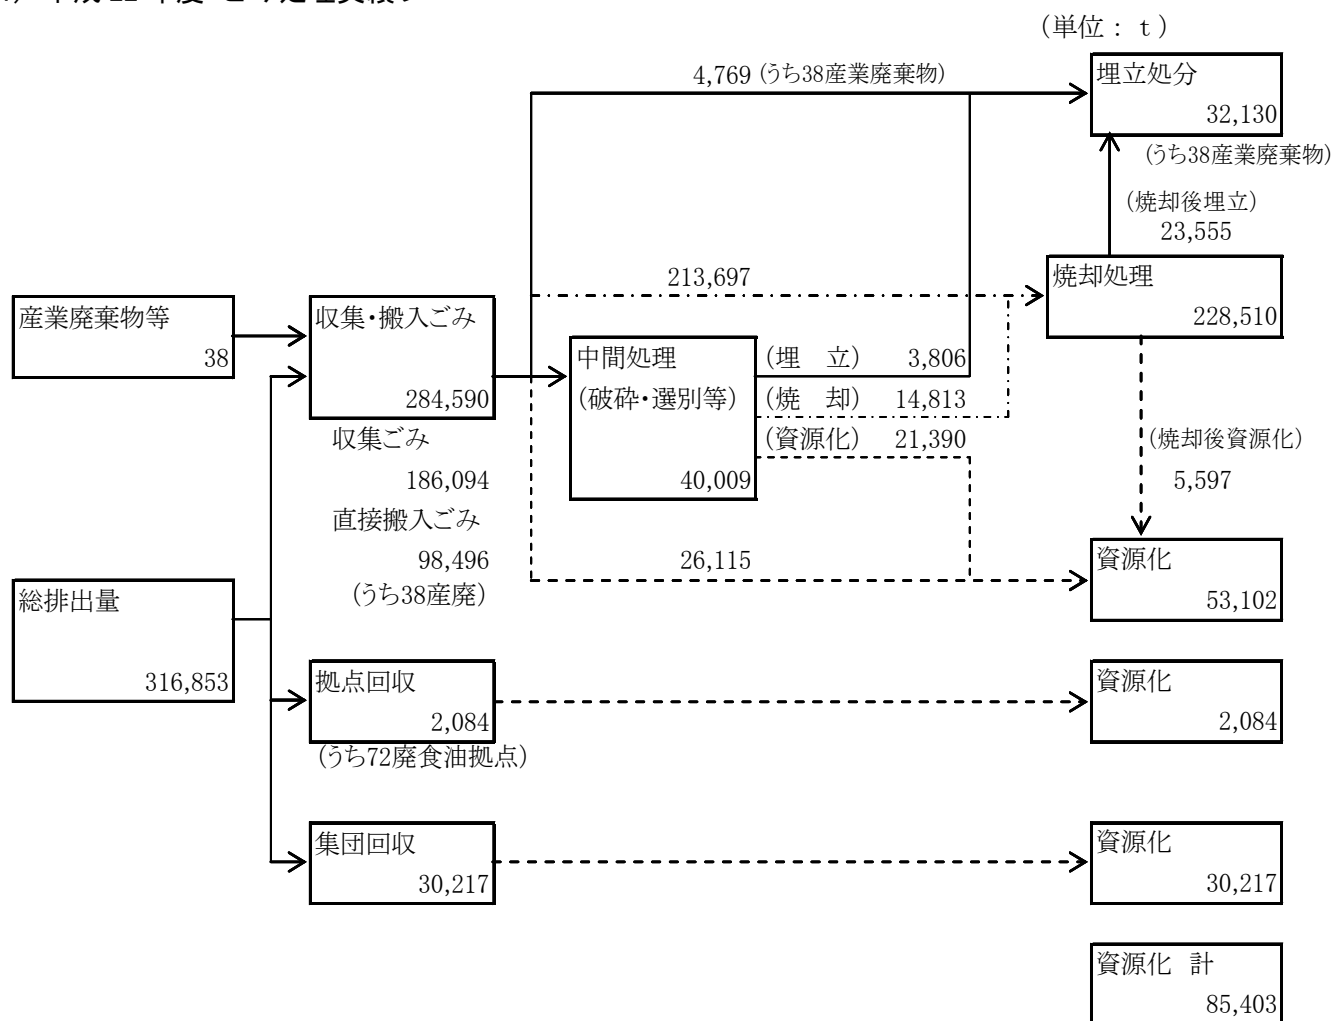 (単位：ｔ)
4,769 (うち38産業廃棄物)
埋立処分
32,130
(うち38産業廃棄物)
(焼却後埋立)
23,555
213,697
焼却処理
228,510
産業廃棄物等
38
収集・搬入ごみ
284,590
収集ごみ
186,094
直接搬入ごみ
98,496
(うち38産廃)
中間処理
(破砕・選別等)
40,009
(埋　立)　3,806
(焼　却)　14,813
(資源化)　21,390
(焼却後資源化)
5,597
26,115
資源化
53,102
総排出量
316,853
拠点回収
2,084
(うち72廃食油拠点)
資源化
2,084
集団回収
30,217
資源化
30,217
資源化 計
85,403